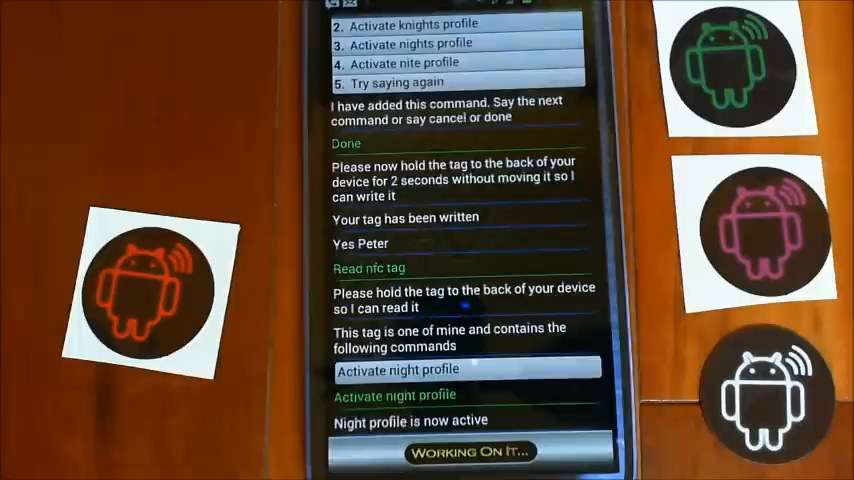 2. Activate knights profile
3. Activate nights profile
4. Activate nite profile
5. Try saying again
I have added this command. Say the next
command or say cancel or done
Done
Please now hold the tag to the back of your
device for 2 seconds without moving it so I
can write it
Your tag has been written
Yes Peter
Read nfc tag
Please hold the tag to the back of your device
so I can read it
This tag is one of mine and contains the
following commands
Activate night profile
Activate night profile
Night profile is now active
WORKING ON IT...